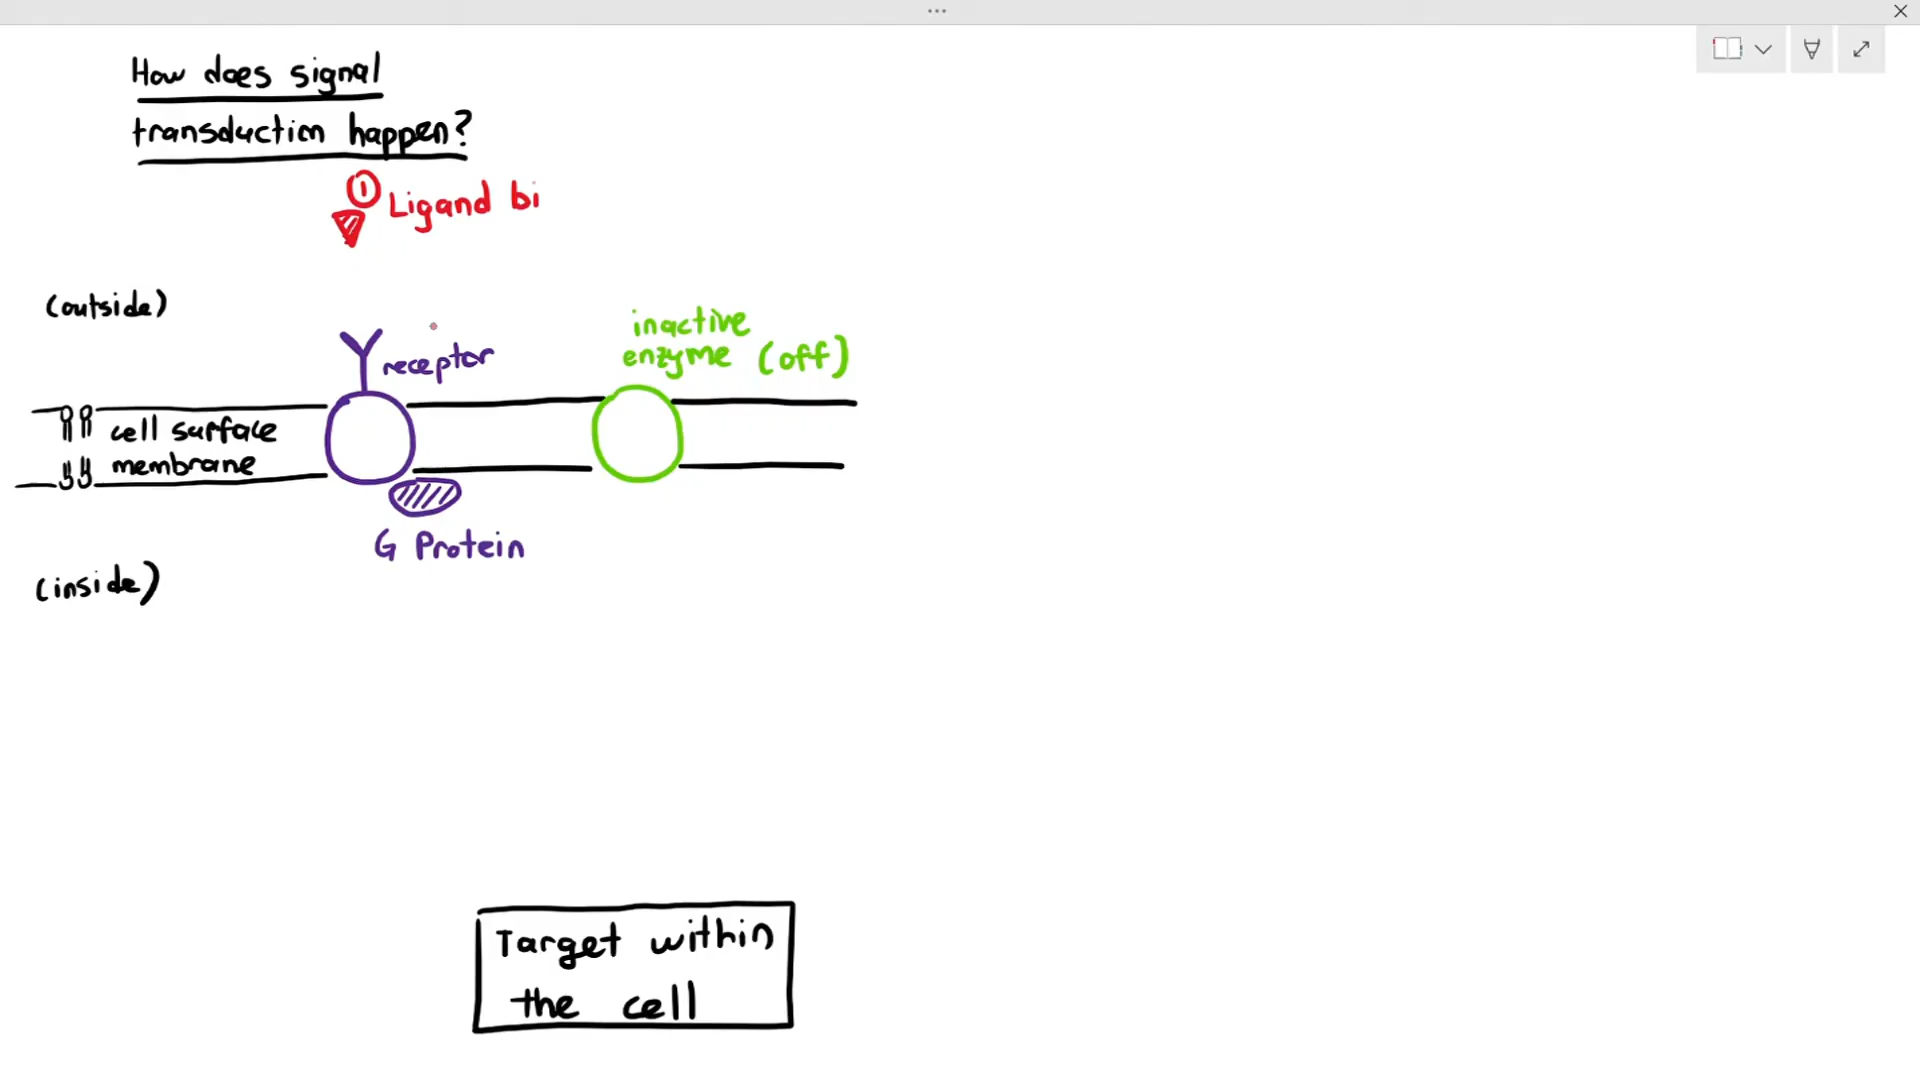 How does signal
transduction happen?
① Ligand bi
(outside)
receptor
inactive
enzyme (off)
cell surface
membrane
G Protein
(inside)
Target within
the cell